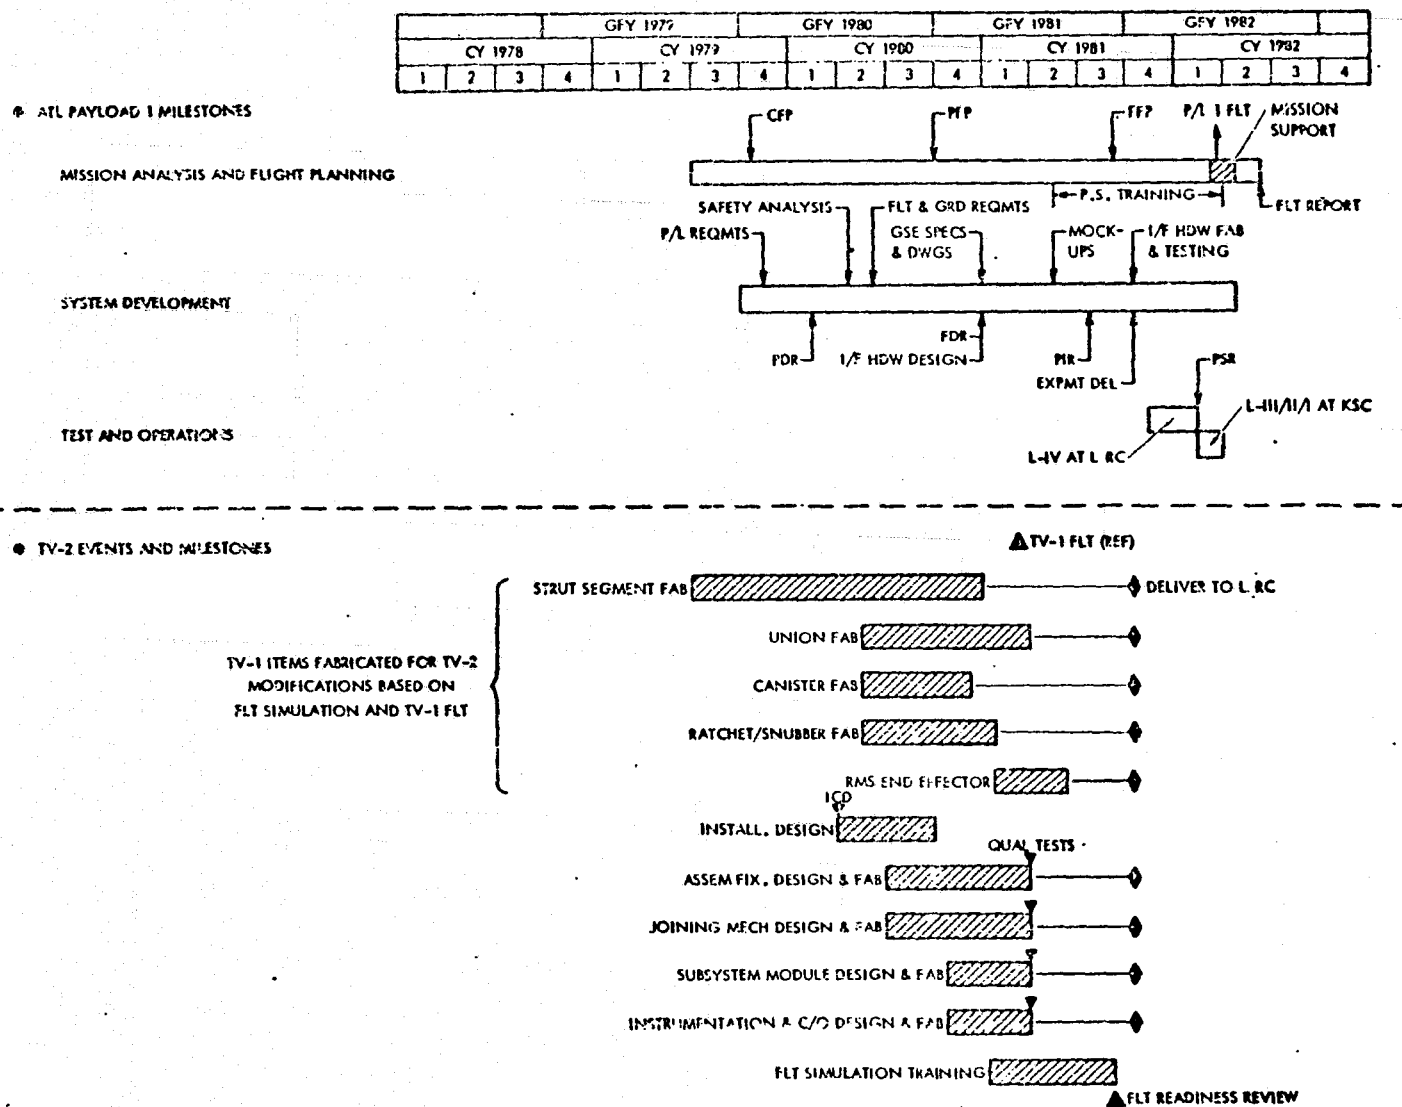 GFY 1979 GFY 1980 GFY 1981 GFY 1982
CY 1978 CY 1979 CY 1980 CY 1981 CY 1982
1 2 3 4 1 2 3 4 1 2 3 4 1 2 3 4 1 2 3 4
ATL PAYLOAD 1 MILESTONES
CFP PFP FFP P/L 1 FLT MISSION
SUPPORT
MISSION ANALYSIS AND FLIGHT PLANNING
P.S. TRAINING
FLT REPORT
SAFETY ANALYSIS FLT & GRD REQMTS
P/L REQMTS GSE SPECS MOCK- I/F HDW FAB
& DWGS UPS & TESTING
SYSTEM DEVELOPMENT
FDR
PDR I/F HDW DESIGN PIR PSR
EXPMT DEL
L-III/II/I AT KSC
TEST AND OPERATIONS
L-IV AT LRC
• TV-2 EVENTS AND MILESTONES
TV-1 FLT (REF)
STRUT SEGMENT FAB DELIVER TO LRC
UNION FAB
TV-1 ITEMS FABRICATED FOR TV-2
MODIFICATIONS BASED ON
FLT SIMULATION AND TV-1 FLT
CANISTER FAB
RATCHET/SNUBBER FAB
RMS END EFFECTOR
ICD
INSTALL. DESIGN
QUAL TESTS
ASSEM FIX. DESIGN & FAB
JOINING MECH DESIGN & FAB
SUBSYSTEM MODULE DESIGN & FAB
INSTRUMENTATION & C/O DESIGN & FAB
FLT SIMULATION TRAINING
FLT READINESS REVIEW